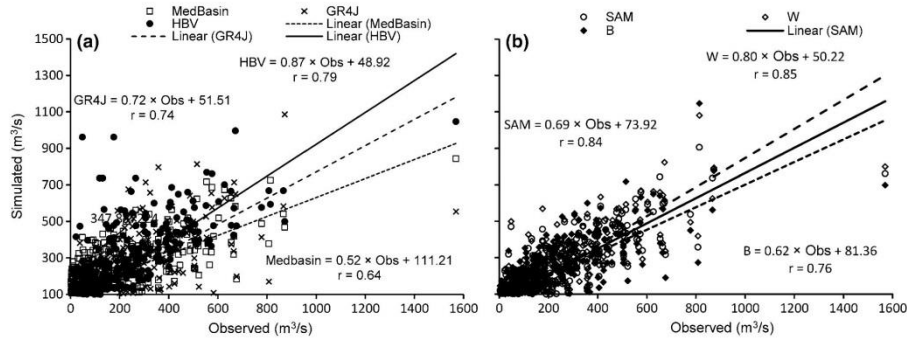 MedBasin GR4J
HBV Linear (MedBasin)
Linear (GR4J) Linear (HBV)
(a)
HBV = 0.87 × Obs + 48.92
r = 0.79
GR4J = 0.72 × Obs + 51.51
r = 0.74
Medbasin = 0.52 × Obs + 111.21
r = 0.64
Simulated (m³/s)
1500
1300
1100
900
700
500
300
100
0 200 400 600 800 1000 1200 1400 1600
Observed (m³/s)
SAM W
B Linear (SAM)
(b)
W = 0.80 × Obs + 50.22
r = 0.85
SAM = 0.69 × Obs + 73.92
r = 0.84
B = 0.62 × Obs + 81.36
r = 0.76
0 200 400 600 800 1000 1200 1400 1600
Observed (m³/s)